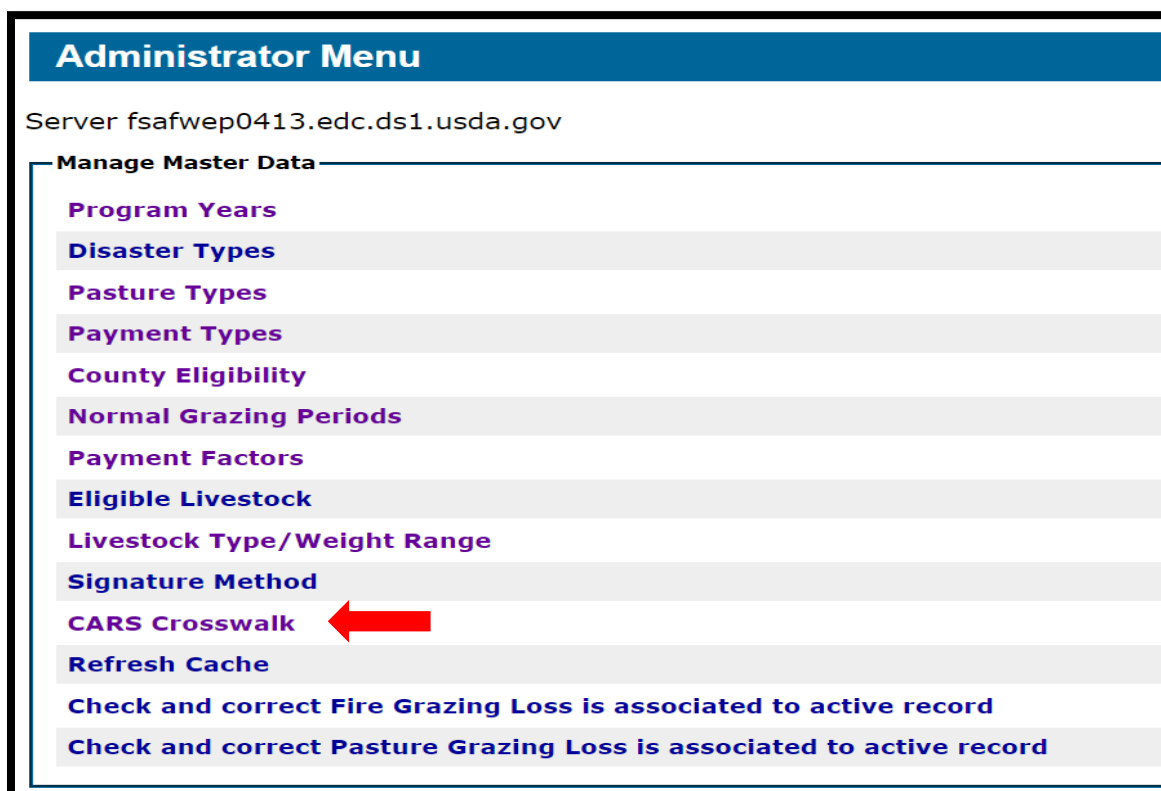 Administrator Menu
Server fsafwep0413.edc.ds1.usda.gov
Manage Master Data
Program Years
Disaster Types
Pasture Types
Payment Types
County Eligibility
Normal Grazing Periods
Payment Factors
Eligible Livestock
Livestock Type/Weight Range
Signature Method
CARS Crosswalk
Refresh Cache
Check and correct Fire Grazing Loss is associated to active record
Check and correct Pasture Grazing Loss is associated to active record